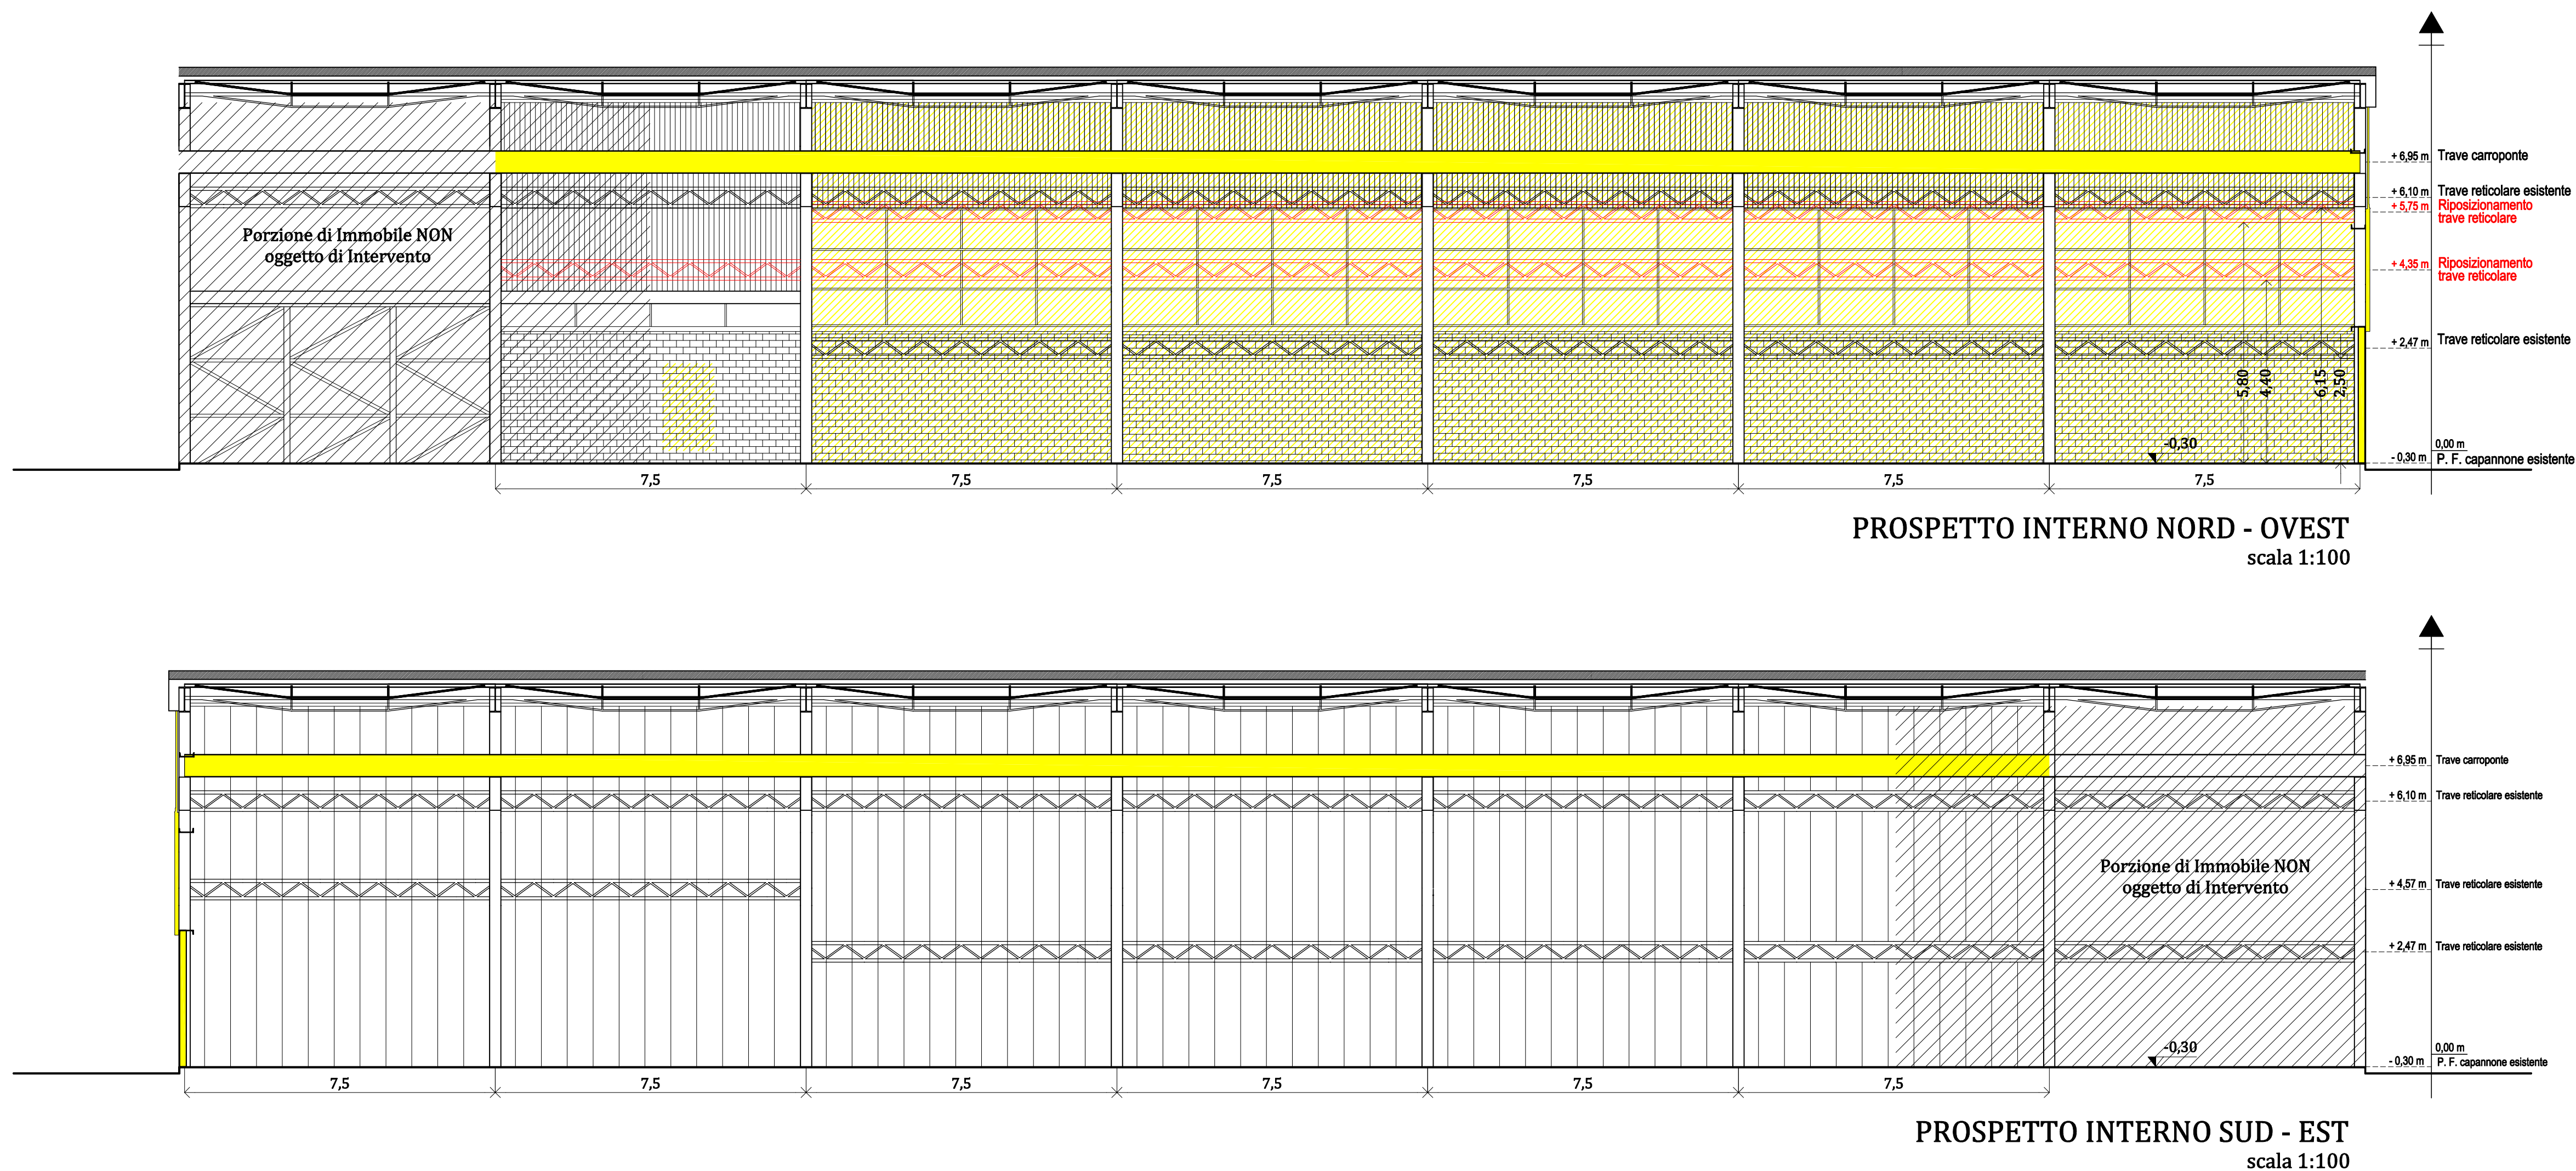 + 6,95 m Trave carroponte
+ 6,10 m Trave reticolare esistente
+ 5,75 m Riposizionamento
trave reticolare
Porzione di Immobile NON
oggetto di Intervento
+ 4,35 m Riposizionamento
trave reticolare
+ 2,47 m Trave reticolare esistente
5,80 4,40 6,15 2,50
-0,30
0,00 m
- 0,30 m P. F. capannone esistente
7,5 7,5 7,5 7,5 7,5 7,5
PROSPETTO INTERNO NORD - OVEST
scala 1:100
+ 6,95 m Trave carroponte
+ 6,10 m Trave reticolare esistente
Porzione di Immobile NON
oggetto di Intervento
+ 4,57 m Trave reticolare esistente
+ 2,47 m Trave reticolare esistente
-0,30
0,00 m
- 0,30 m P. F. capannone esistente
7,5 7,5 7,5 7,5 7,5 7,5
PROSPETTO INTERNO SUD - EST
scala 1:100